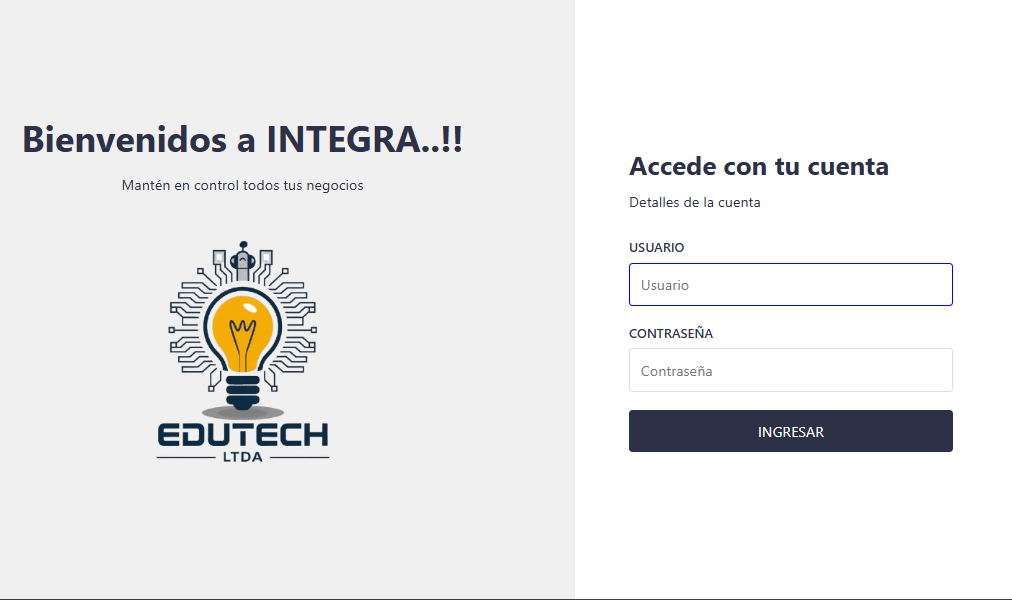 Bienvenidos a INTEGRA..!!
Mantén en control todos tus negocios
EDUTECH
LTDA
Accede con tu cuenta
Detalles de la cuenta
USUARIO
Usuario
CONTRASEÑA
Contraseña
INGRESAR